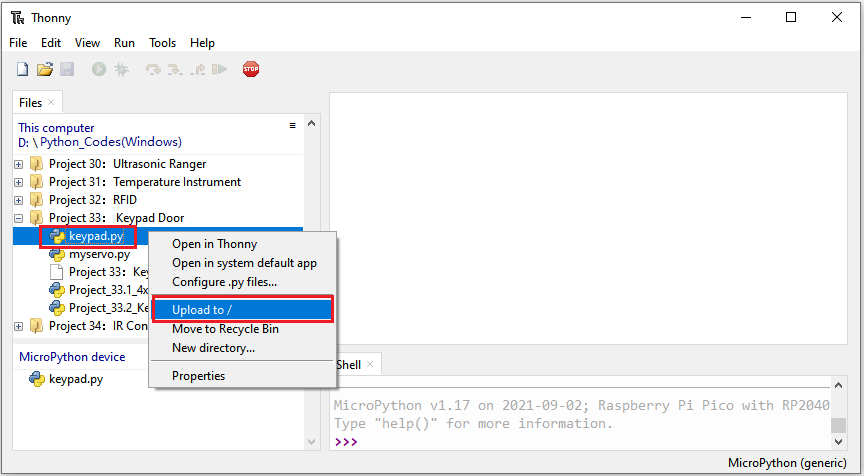 Thonny
File Edit View Run Tools Help
STOP
Files
This computer
D: \Python_Codes(Windows)
Project 30：Ultrasonic Ranger
Project 31：Temperature Instrument
Project 32：RFID
Project 33： Keypad Door
keypad.py
myservo.py
Project 33：Key
Project_33.1_4x
Project_33.2_Ke
Project 34：IR Con
Open in Thonny
Open in system default app
Configure .py files...
Upload to /
Move to Recycle Bin
New directory...
Properties
MicroPython device
keypad.py
Shell
MicroPython v1.17 on 2021-09-02; Raspberry Pi Pico with RP2040
Type "help()" for more information.
>>>
MicroPython (generic)